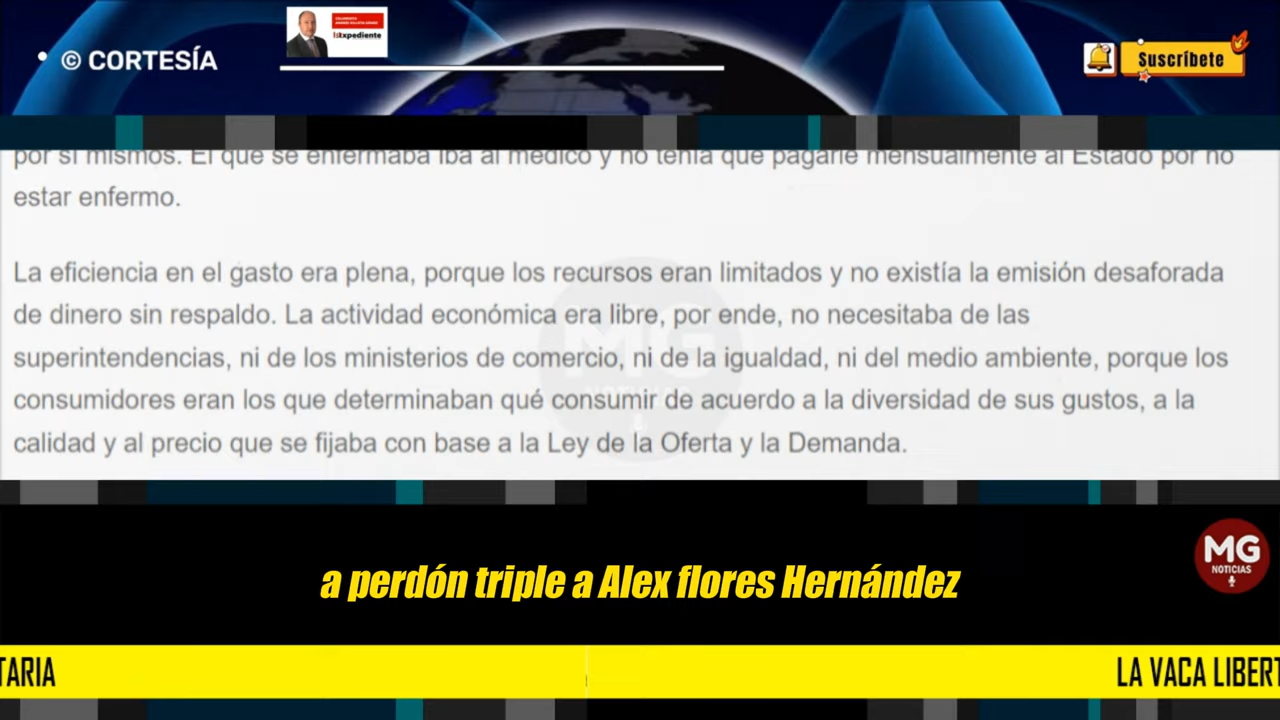 © CORTESÍA
Expediente
Suscríbete
por sí mismos. El que se enfermaba iba al médico y no tenía que pagarle mensualmente al Estado por no
estar enfermo.
La eficiencia en el gasto era plena, porque los recursos eran limitados y no existía la emisión desaforada
de dinero sin respaldo. La actividad económica era libre, por ende, no necesitaba de las
superintendencias, ni de los ministerios de comercio, ni de la igualdad, ni del medio ambiente, porque los
consumidores eran los que determinaban qué consumir de acuerdo a la diversidad de sus gustos, a la
calidad y al precio que se fijaba con base a la Ley de la Oferta y la Demanda.
MG
NOTICIAS
a perdón triple a Alex flores Hernández
MG
NOTICIAS
TARIA
LA VACA LIBERT